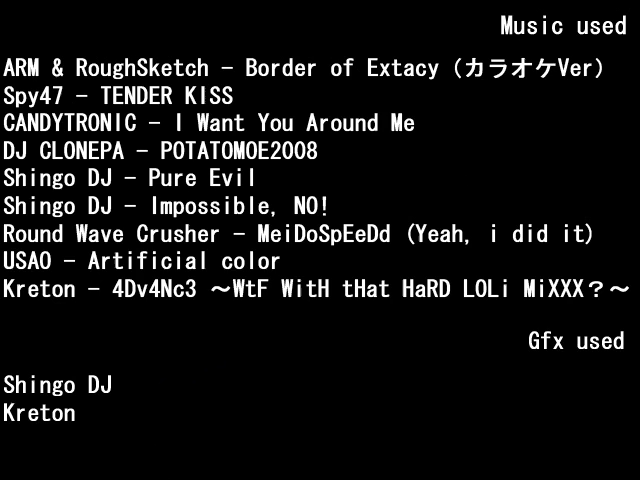 Music used
ARM & RoughSketch - Border of Extacy (カラオケVer)
Spy47 - TENDER KISS
CANDYTRONIC - I Want You Around Me
DJ CLONEPA - POTATOMOE2008
Shingo DJ - Pure Evil
Shingo DJ - Impossible, NO!
Round Wave Crusher - MeiDoSpEeDd (Yeah, i did it)
USAO - Artificial color
Kreton - 4Dv4Nc3 ～WtF WitH tHat HaRD LOLi MiXXX？～
Gfx used
Shingo DJ
Kreton